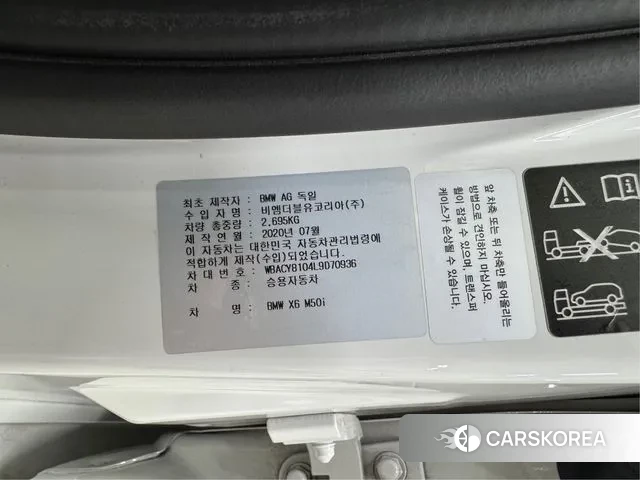 최초 제작자 : BMW AG 독일
수 입 자 명 : 비엠더블유코리아(주)
차량 총중량 : 2,695KG
제 작 연 월 : 2020년 07월
이 자동차는 대한민국 자동차관리법령에
적합하게 제작(수입)되었습니다.
차 대 번 호 : WBACY8104L9D70936
차 종 : 승용자동차
차 명 : BMW X6 M50i
앞 차축 또는 뒤 차축만 들어올리는
방법으로 견인하지 마십시오.
휠이 잠길 수 있으며, 트랜스퍼
케이스가 손상될 수 있습니다.
CARSKOREA